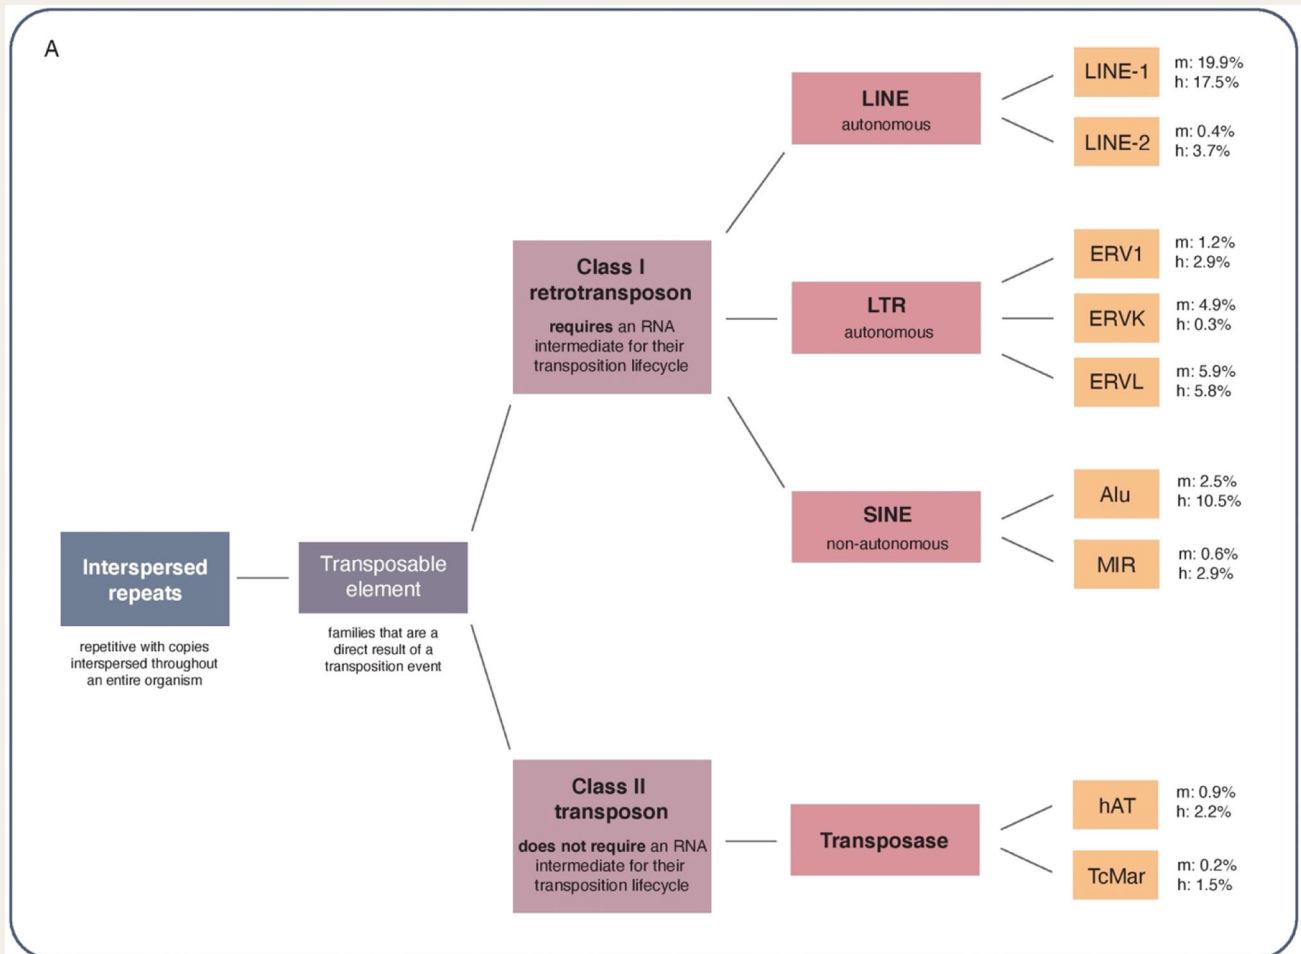 A
Interspersed
repeats
repetitive with copies
interspersed throughout
an entire organism
Transposable
element
families that are a
direct result of a
transposition event
Class I
retrotransposon
requires an RNA
intermediate for their
transposition lifecycle
LINE
autonomous
LINE-1
m: 19.9%
h: 17.5%
LINE-2
m: 0.4%
h: 3.7%
LTR
autonomous
ERV1
m: 1.2%
h: 2.9%
ERVK
m: 4.9%
h: 0.3%
ERVL
m: 5.9%
h: 5.8%
SINE
non-autonomous
Alu
m: 2.5%
h: 10.5%
MIR
m: 0.6%
h: 2.9%
Class II
transposon
does not require an RNA
intermediate for their
transposition lifecycle
Transposase
hAT
m: 0.9%
h: 2.2%
TcMar
m: 0.2%
h: 1.5%